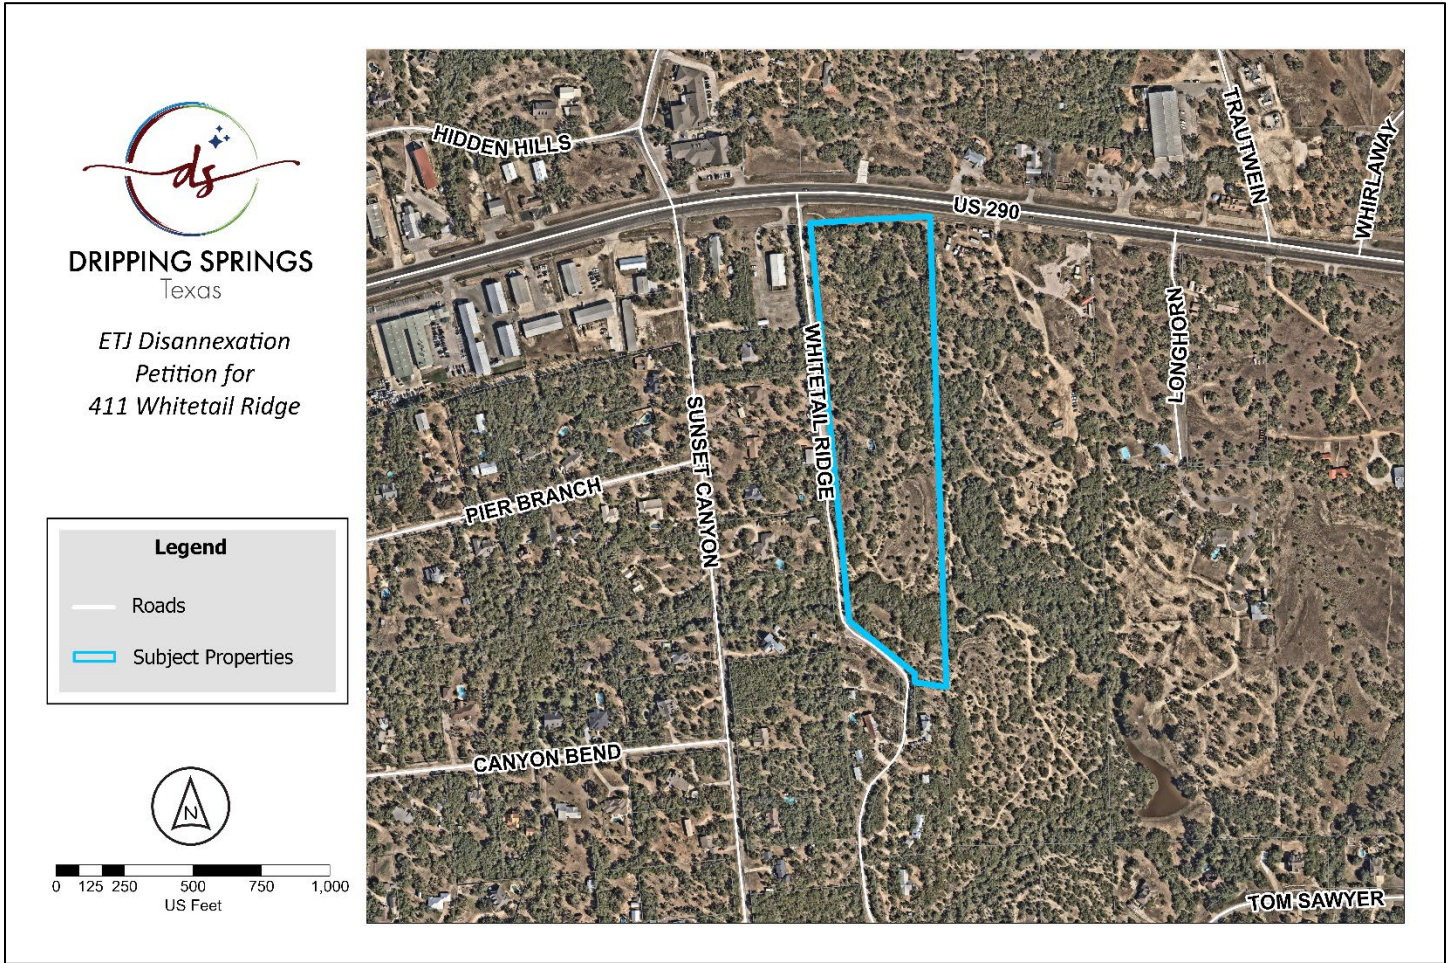 ds
DRIPPING SPRINGS
Texas
ETJ Disannexation
Petition for
411 Whitetail Ridge
Legend
Roads
Subject Properties
N
0 125 250 500 750 1,000
US Feet
HIDDEN HILLS
US 290
TRAUTWEIN
WHIRLAWAY
LONGHORN
WHITETAIL RIDGE
SUNSET CANYON
PIER BRANCH
CANYON BEND
TOM SAWYER